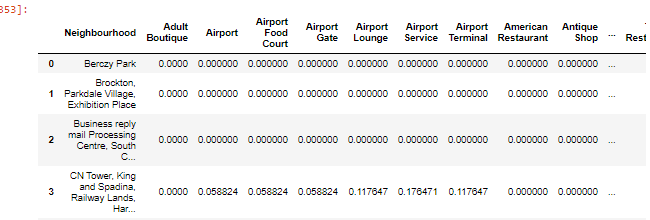 353]:
Neighbourhood Adult Boutique Airport Airport Food Court Airport Gate Airport Lounge Airport Service Airport Terminal American Restaurant Antique Shop ... Rest
0 Berczy Park 0.0000 0.000000 0.000000 0.000000 0.000000 0.000000 0.000000 0.000000 0.000000 ...
1 Brockton, Parkdale Village, Exhibition Place 0.0000 0.000000 0.000000 0.000000 0.000000 0.000000 0.000000 0.000000 0.000000 ...
2 Business reply mail Processing Centre, South C... 0.0000 0.000000 0.000000 0.000000 0.000000 0.000000 0.000000 0.000000 0.000000 ...
3 CN Tower, King and Spadina, Railway Lands, Har... 0.0000 0.058824 0.058824 0.058824 0.117647 0.176471 0.117647 0.000000 0.000000 ...